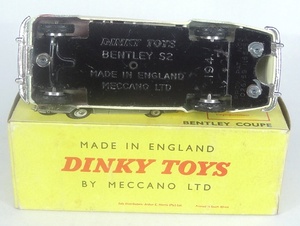 DINKY TOYS
BENTLEY S2
MADE IN ENGLAND
MECCANO LTD
194
BENTLEY COUPE
MADE IN ENGLAND
DINKY TOYS
BY MECCANO LTD